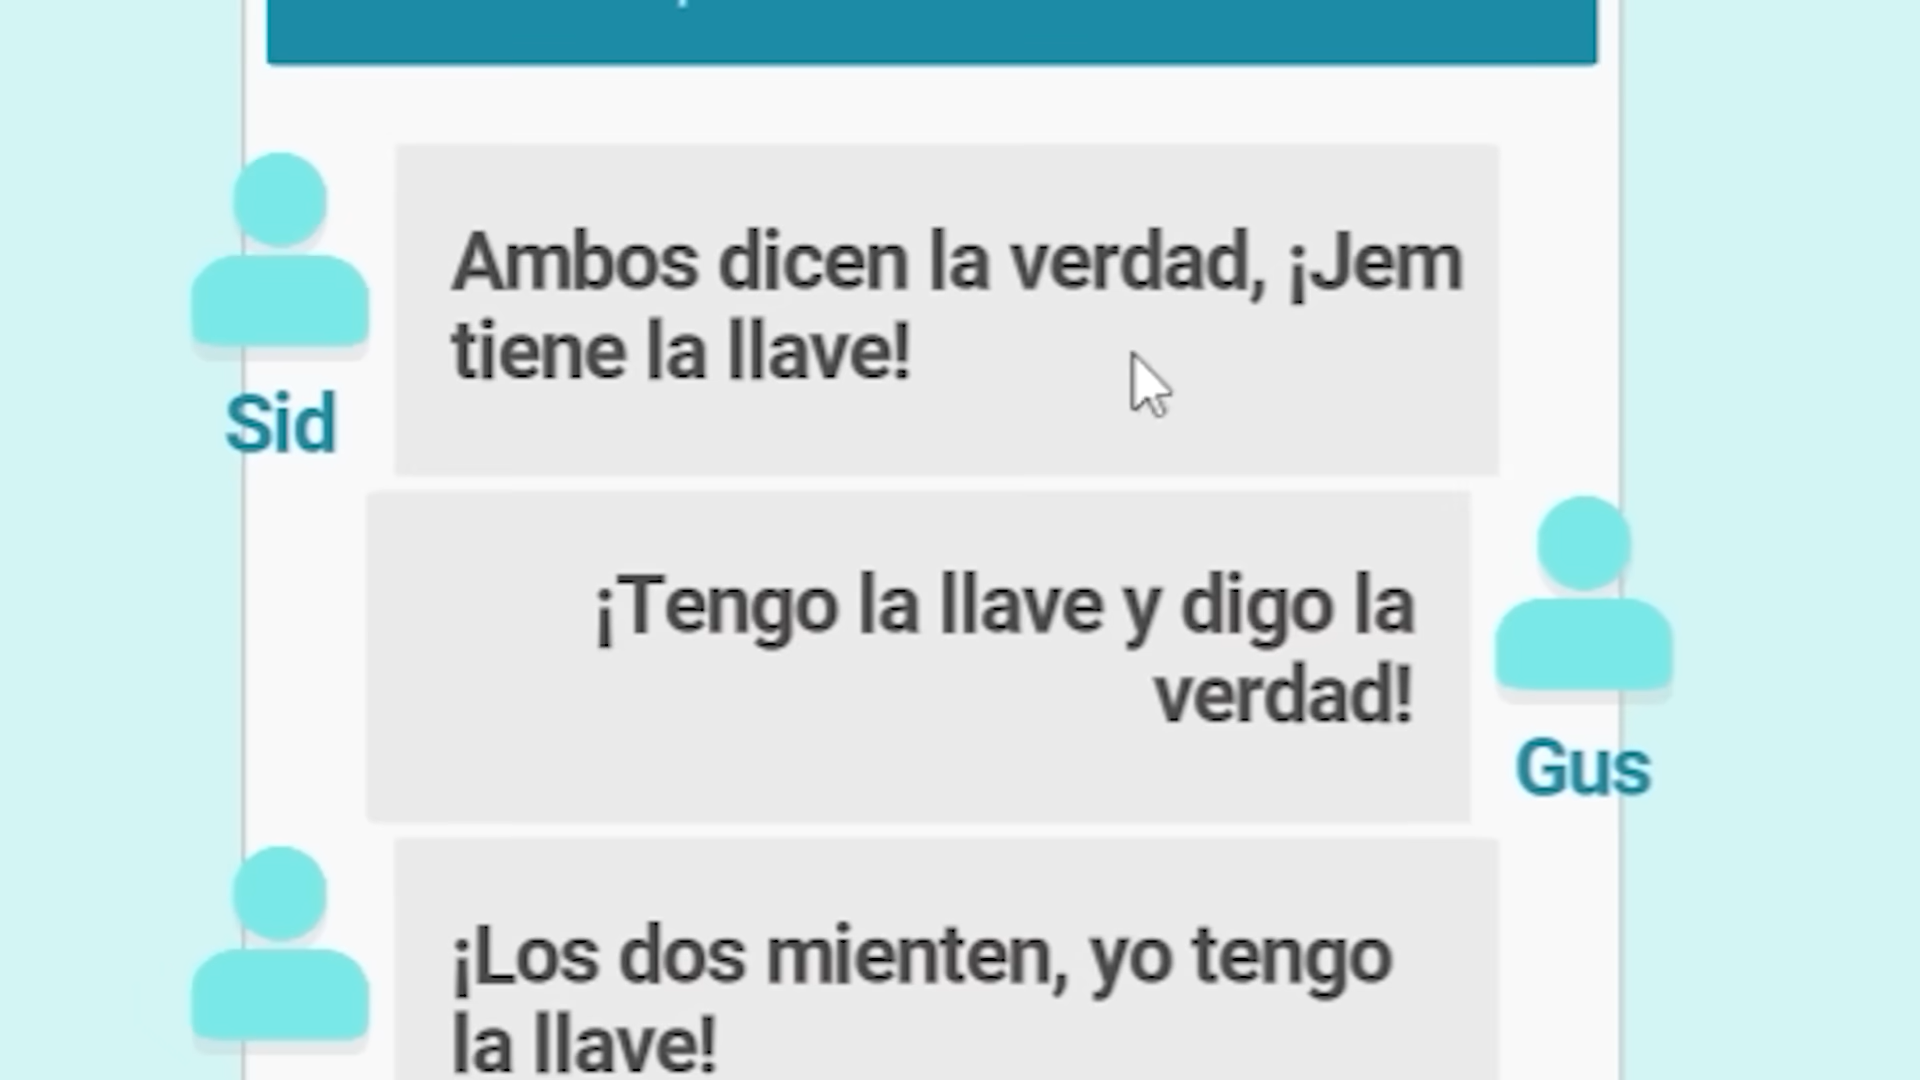 Ambos dicen la verdad, ¡Jem
tiene la llave!
Sid
¡Tengo la llave y digo la
verdad!
Gus
¡Los dos mienten, yo tengo
la llave!